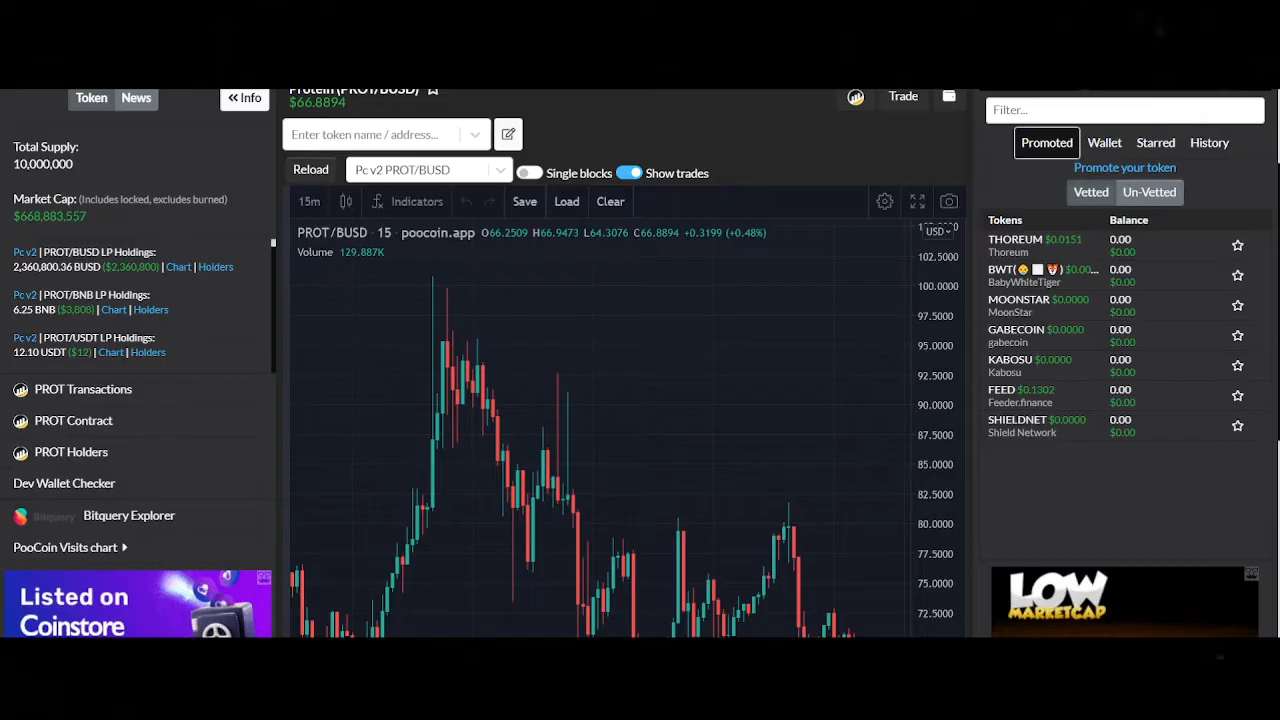 Token
News
Info
Total Supply:
10,000,000
Market Cap: (Includes locked, excludes burned)
$668,883,557
Pc v2 | PROT/BUSD LP Holdings:
2,360,800.36 BUSD ($2,360,800) | Chart | Holders
Pc v2 | PROT/BNB LP Holdings:
6.25 BNB ($3,808) | Chart | Holders
Pc v2 | PROT/USDT LP Holdings:
12.10 USDT ($12) | Chart | Holders
PROT Transactions
PROT Contract
PROT Holders
Dev Wallet Checker
Bitquery Bitquery Explorer
PooCoin Visits chart
Listed on
Coinstore
Protein (PROT/BUSD)
$66.8894
Trade
Enter token name / address...
Reload
Pc v2 PROT/BUSD
Single blocks
Show trades
15m
Indicators
Save
Load
Clear
PROT/BUSD · 15 · poocoin.app O66.2509 H66.9473 L64.3076 C66.8894 +0.3199 (+0.48%)
Volume 129.887K
USD
102.5000
100.0000
97.5000
95.0000
92.5000
90.0000
87.5000
85.0000
82.5000
80.0000
77.5000
75.0000
72.5000
Filter...
Promoted
Wallet
Starred
History
Promote your token
Vetted
Un-Vetted
Tokens Balance
THOREUM $0.0151 0.00
Thoreum $0.00
BWT(👶⬜🐯) $0.00... 0.00
BabyWhiteTiger $0.00
MOONSTAR $0.0000 0.00
MoonStar $0.00
GABECOIN $0.0000 0.00
gabecoin $0.00
KABOSU $0.0000 0.00
Kabosu $0.00
FEED $0.1302 0.00
Feeder.finance $0.00
SHIELDNET $0.0000 0.00
Shield Network $0.00
LOW
MARKETCAP